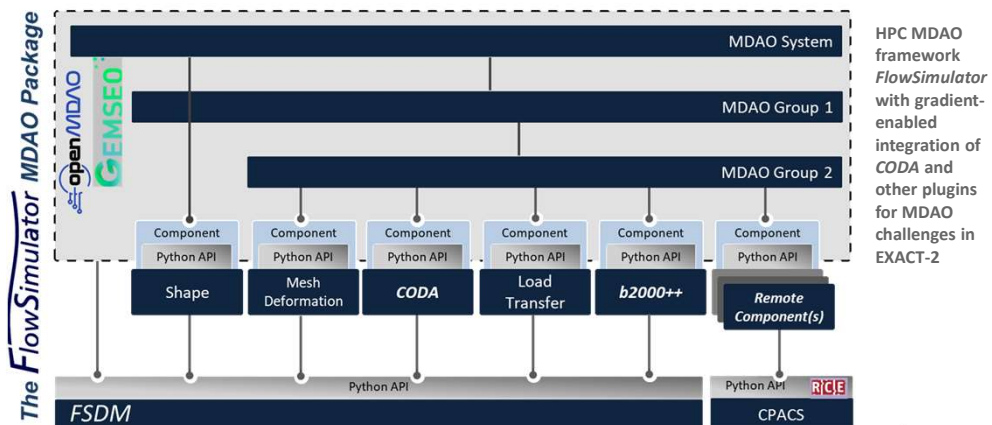 The FlowSimulator MDAO Package
openMDAO
GEMSEO
MDAO System
MDAO Group 1
MDAO Group 2
Component
Component
Component
Component
Component
Component
Python API
Python API
Python API
Python API
Python API
Python API
Shape
Mesh
Deformation
CODA
Load
Transfer
b2000++
Remote
Component(s)
Python API
FSDM
Python API
RCE
CPACS
HPC MDAO
framework
FlowSimulator
with gradient-
enabled
integration of
CODA and
other plugins
for MDAO
challenges in
EXACT-2